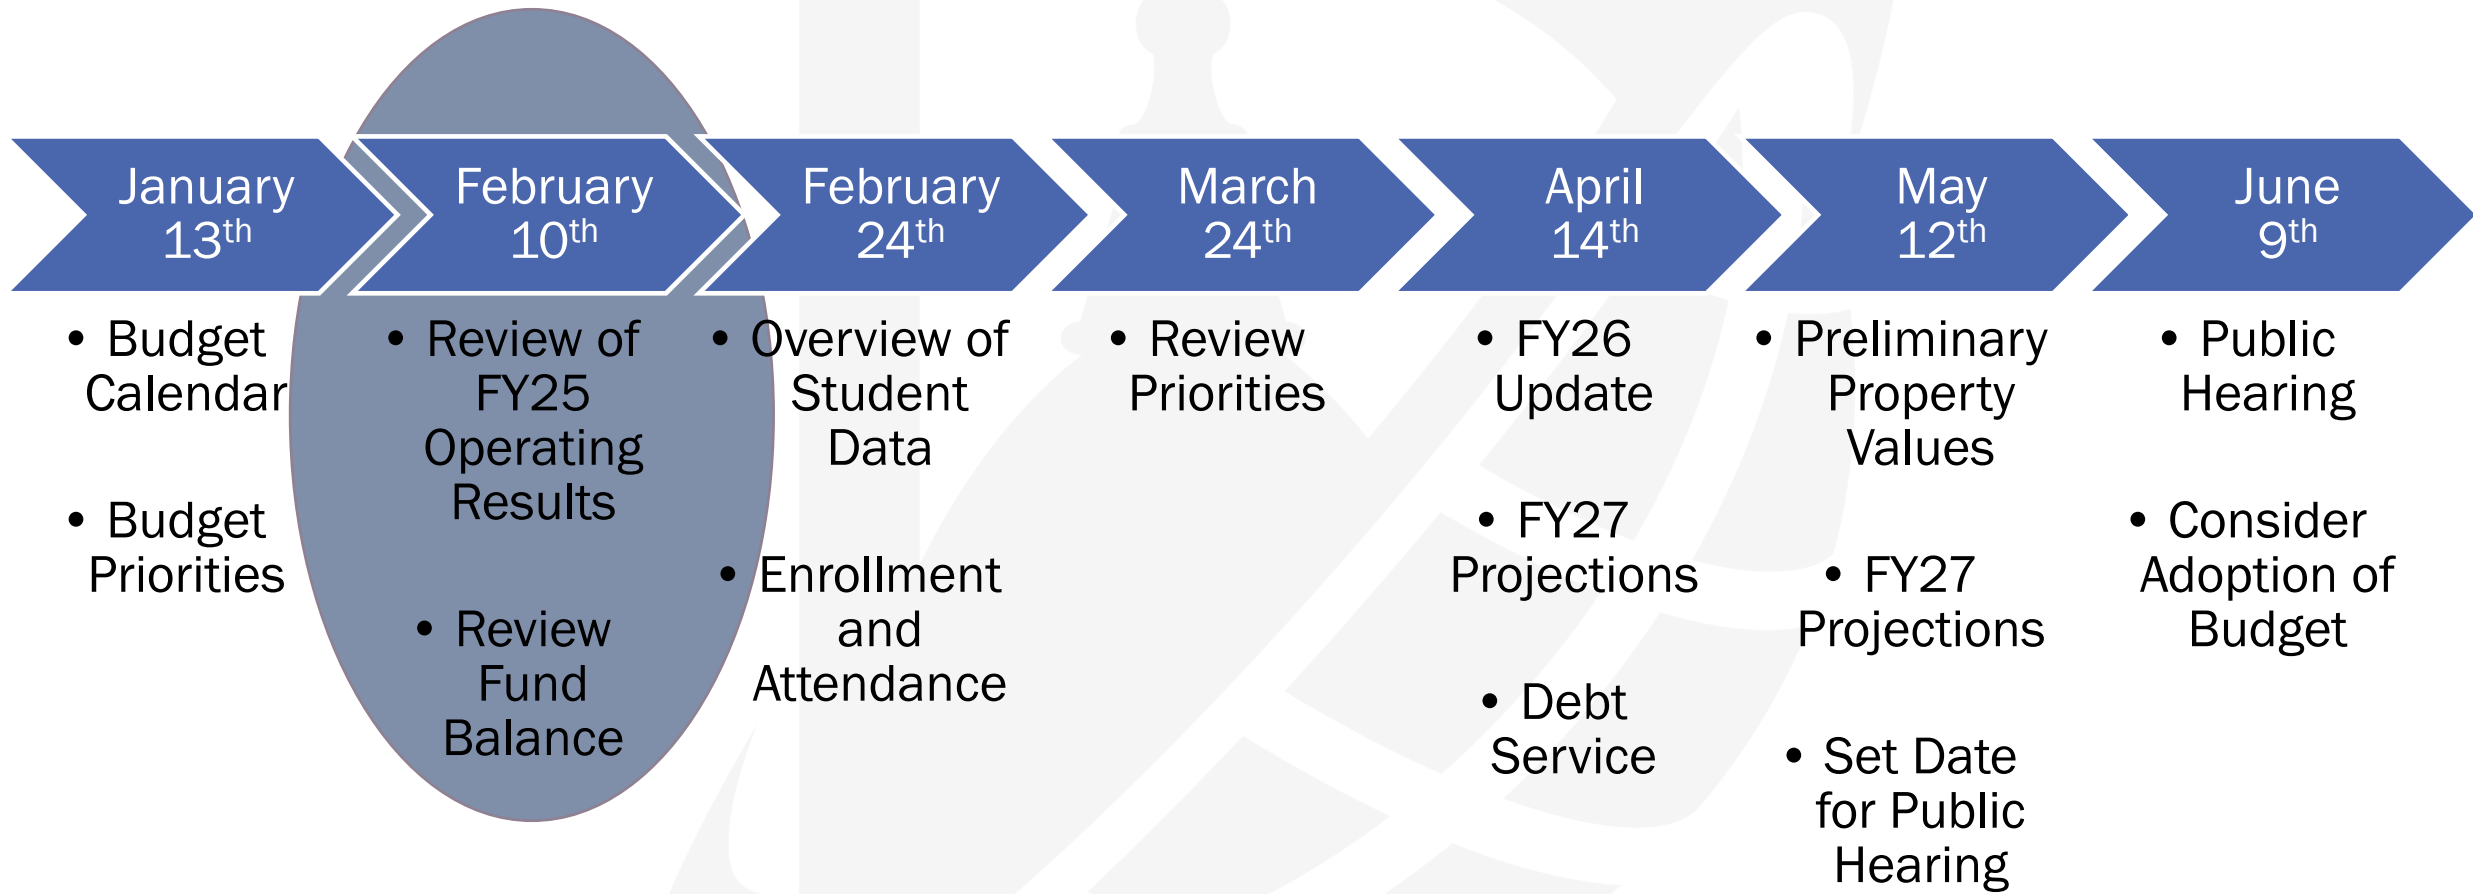 January
13th
February
10th
February
24th
March
24th
April
14th
May
12th
June
9th
• Budget
Calendar
• Budget
Priorities
• Review of
FY25
Operating
Results
• Review
Fund
Balance
• Overview of
Student
Data
• Enrollment
and
Attendance
• Review
Priorities
• FY26
Update
• FY27
Projections
• Debt
Service
• Preliminary
Property
Values
• FY27
Projections
• Set Date
for Public
Hearing
• Public
Hearing
• Consider
Adoption of
Budget